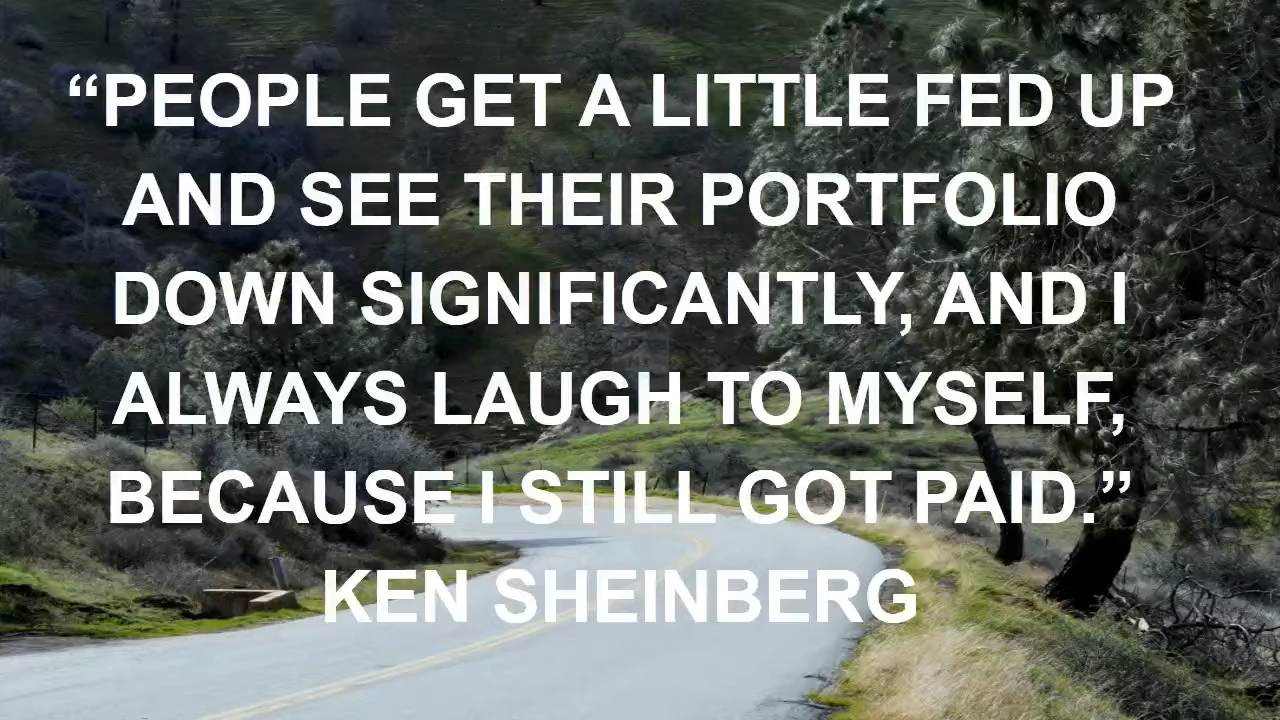 “PEOPLE GET A LITTLE FED UP
AND SEE THEIR PORTFOLIO
DOWN SIGNIFICANTLY, AND I
ALWAYS LAUGH TO MYSELF,
BECAUSE I STILL GOT PAID.”
KEN SHEINBERG